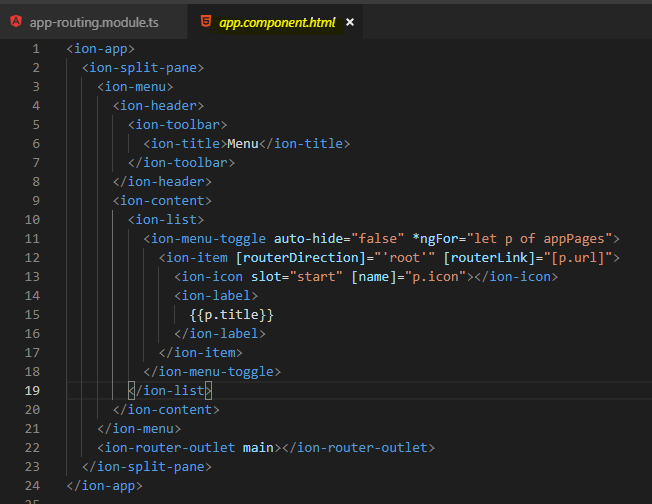 app-routing.module.ts app.component.html ×
1 <ion-app>
2   <ion-split-pane>
3     <ion-menu>
4       <ion-header>
5         <ion-toolbar>
6           <ion-title>Menu</ion-title>
7         </ion-toolbar>
8       </ion-header>
9       <ion-content>
10         <ion-list>
11           <ion-menu-toggle auto-hide="false" *ngFor="let p of appPages">
12             <ion-item [routerDirection]="'root'" [routerLink]="[p.url]">
13               <ion-icon slot="start" [name]="p.icon"></ion-icon>
14               <ion-label>
15                 {{p.title}}
16               </ion-label>
17             </ion-item>
18           </ion-menu-toggle>
19         </ion-list>
20       </ion-content>
21     </ion-menu>
22     <ion-router-outlet main></ion-router-outlet>
23   </ion-split-pane>
24 </ion-app>
25